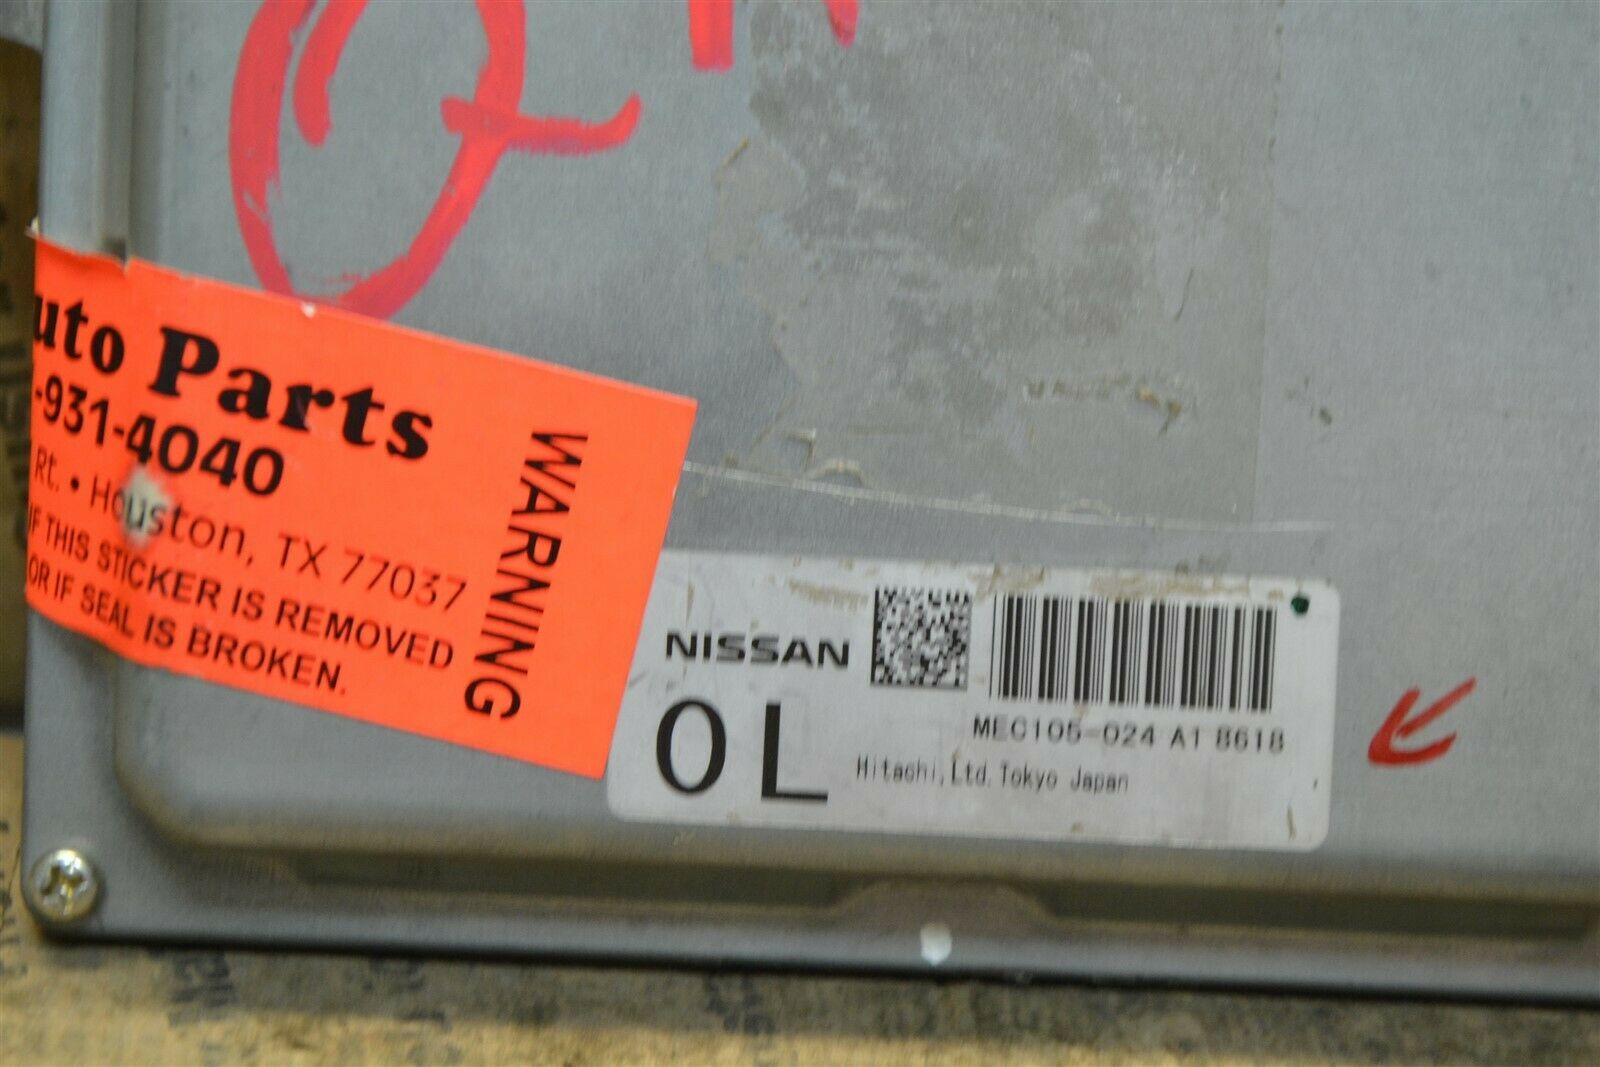 uto Parts
-931-4040
Rt. • Houston, TX 77037
IF THIS STICKER IS REMOVED
OR IF SEAL IS BROKEN.
WARNING
NISSAN
0L
MEC105-024 A1 8618
Hitachi,Ltd.Tokyo Japan